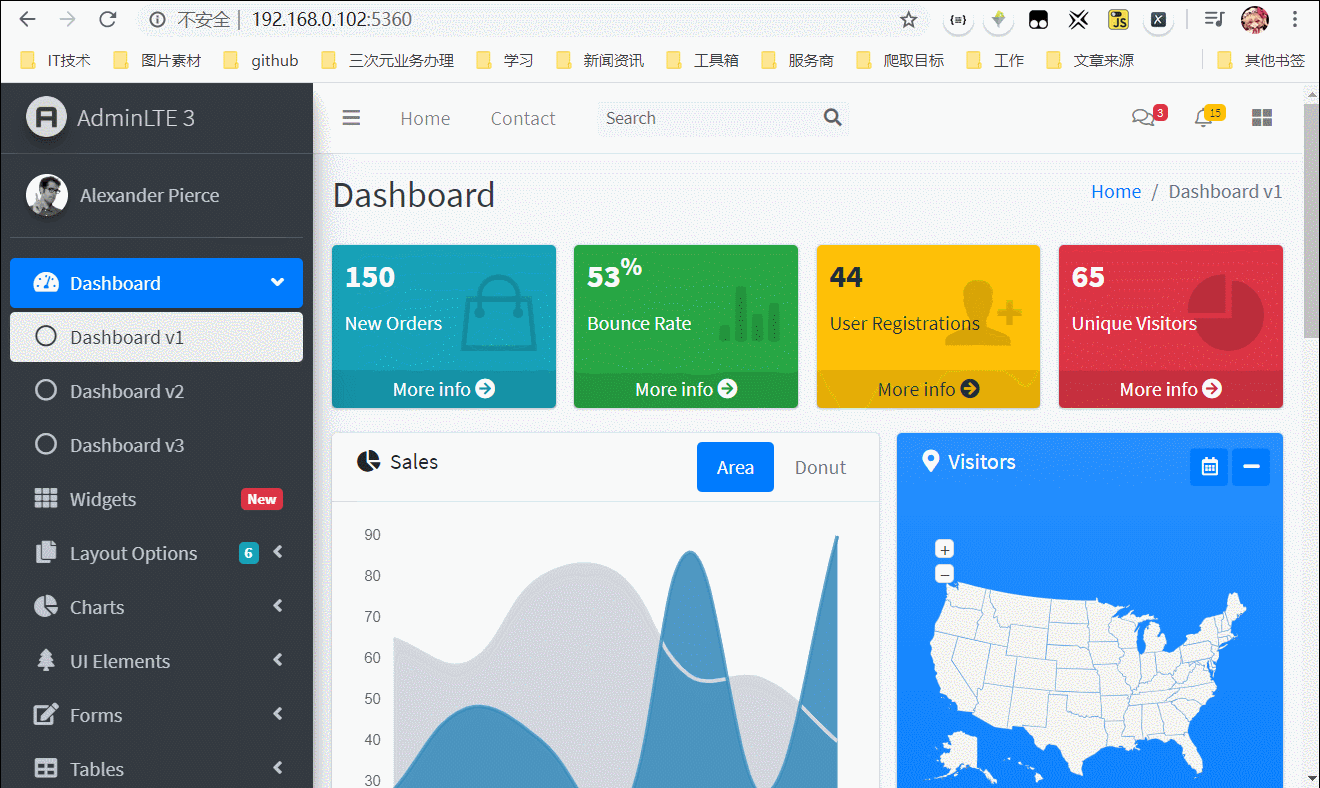 不安全 | 192.168.0.102:5360
IT技术 图片素材 github 三次元业务办理 学习 新闻资讯 工具箱 服务商 爬取目标 工作 文章来源 其他书签
AdminLTE 3 Home Contact Search 3 15
Alexander Pierce
Dashboard
Home / Dashboard v1
Dashboard
Dashboard v1
Dashboard v2
Dashboard v3
Widgets New
Layout Options 6
Charts
UI Elements
Forms
Tables
150
New Orders
More info
53%
Bounce Rate
More info
44
User Registrations
More info
65
Unique Visitors
More info
Sales Area Donut
90
80
70
60
50
40
30
Visitors
+
−
{≡}
JS
X